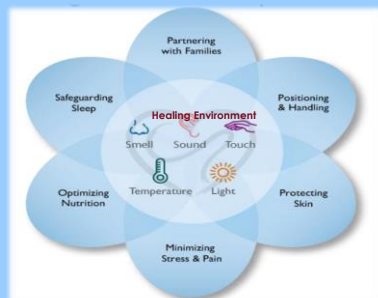 Partnering
with Families
Safeguarding
Sleep
Positioning
& Handling
Healing Environment
Smell Sound Touch
Temperature Light
Optimizing
Nutrition
Protecting
Skin
Minimizing
Stress & Pain